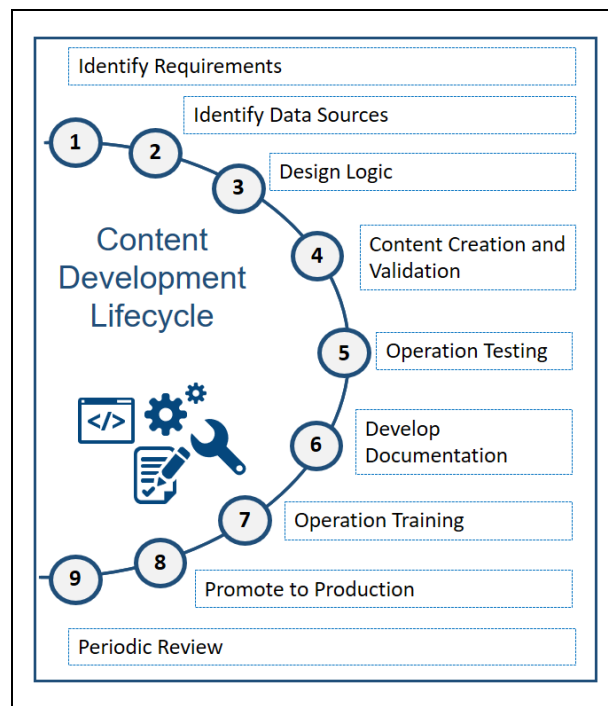 Identify Requirements
Identify Data Sources
1
2
3
Design Logic
Content
Development
Lifecycle
4
Content Creation and
Validation
5
Operation Testing
</>
6
Develop
Documentation
7
Operation Training
8
9
Promote to Production
Periodic Review